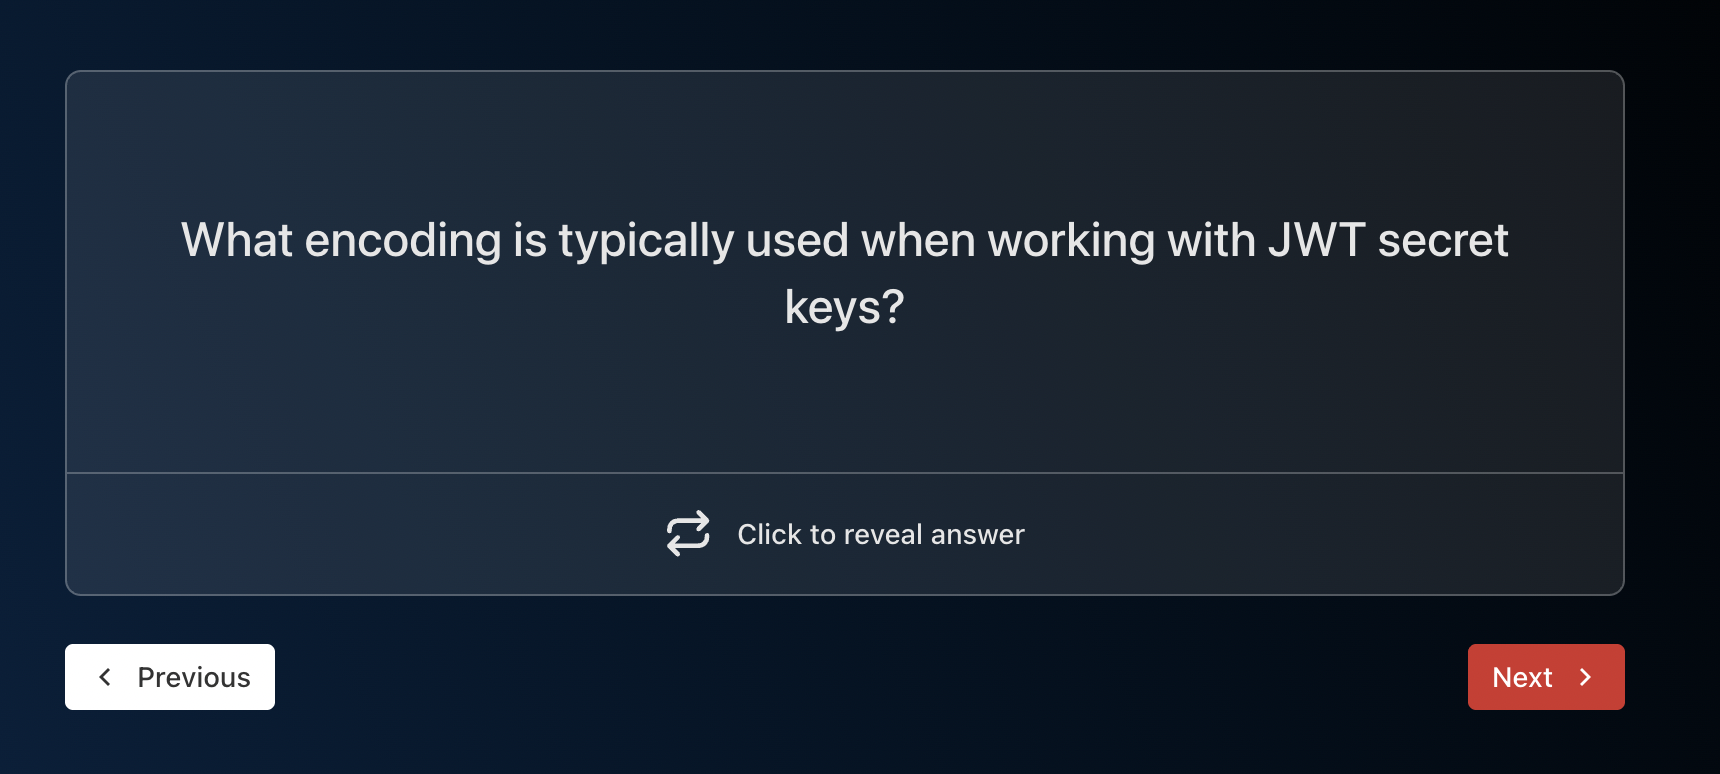 What encoding is typically used when working with JWT secret
keys?
Click to reveal answer
Previous
Next